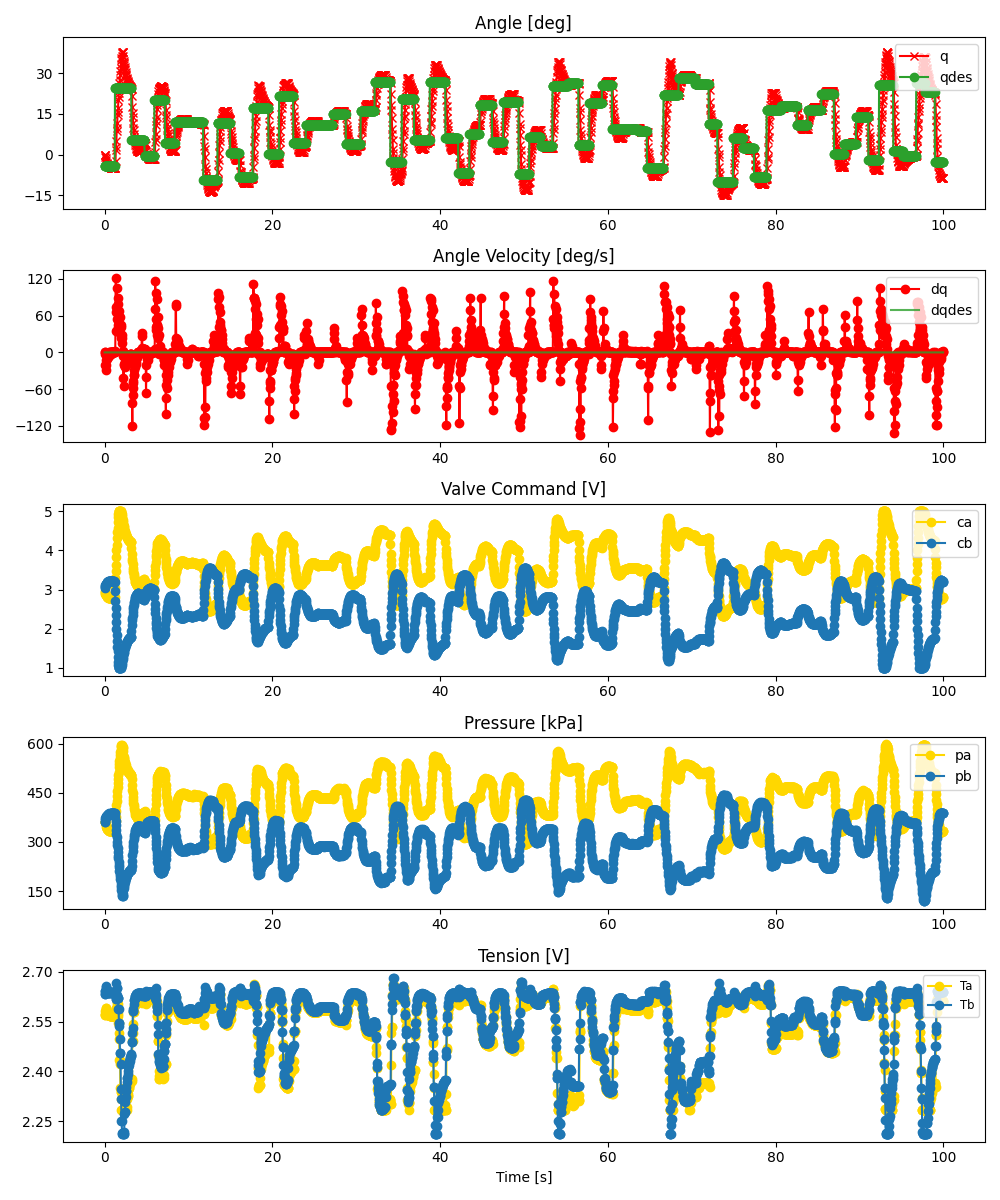 Angle [deg]
30
15
0
−15
q
qdes
0 20 40 60 80 100
Angle Velocity [deg/s]
120
60
0
−60
−120
dq
dqdes
0 20 40 60 80 100
Valve Command [V]
5
4
3
2
1
ca
cb
0 20 40 60 80 100
Pressure [kPa]
600
450
300
150
pa
pb
0 20 40 60 80 100
Tension [V]
2.70
2.55
2.40
2.25
Ta
Tb
0 20 40 60 80 100
Time [s]